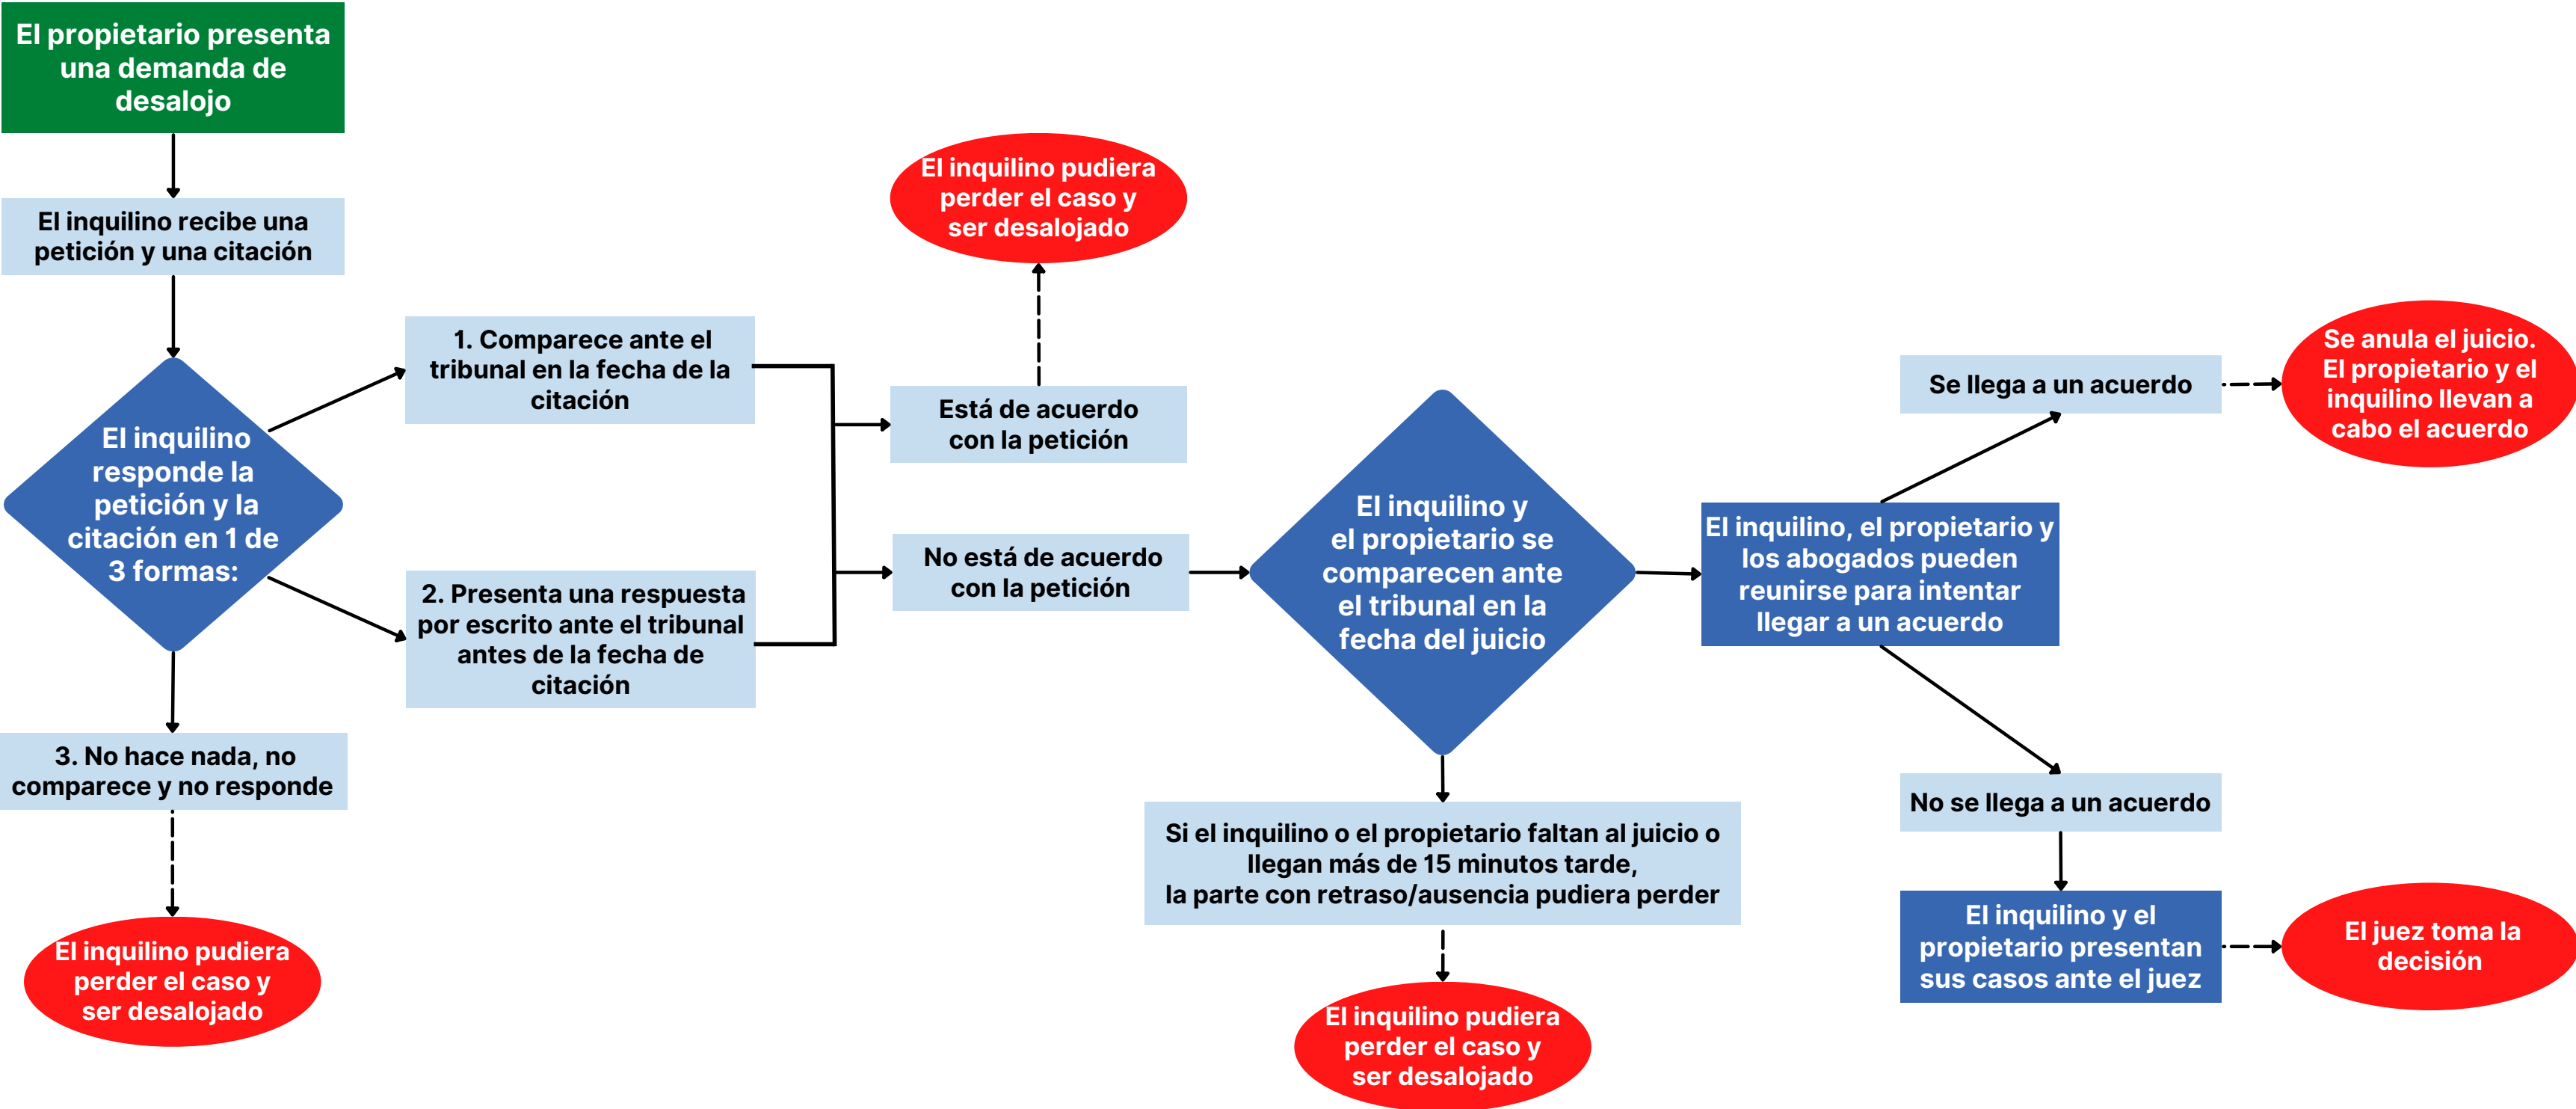 El propietario presenta
una demanda de
desalojo
El inquilino recibe una
petición y una citación
El inquilino
responde la
petición y la
citación en 1 de
3 formas:
1. Comparece ante el
tribunal en la fecha de la
citación
2. Presenta una respuesta
por escrito ante el tribunal
antes de la fecha de
citación
3. No hace nada, no
comparece y no responde
El inquilino pudiera
perder el caso y
ser desalojado
El inquilino pudiera
perder el caso y
ser desalojado
Está de acuerdo
con la petición
No está de acuerdo
con la petición
El inquilino y
el propietario se
comparecen ante
el tribunal en la
fecha del juicio
Si el inquilino o el propietario faltan al juicio o
llegan más de 15 minutos tarde,
la parte con retraso/ausencia pudiera perder
El inquilino pudiera
perder el caso y
ser desalojado
El inquilino, el propietario y
los abogados pueden
reunirse para intentar
llegar a un acuerdo
Se llega a un acuerdo
Se anula el juicio.
El propietario y el
inquilino llevan a
cabo el acuerdo
No se llega a un acuerdo
El inquilino y el
propietario presentan
sus casos ante el juez
El juez toma la
decisión